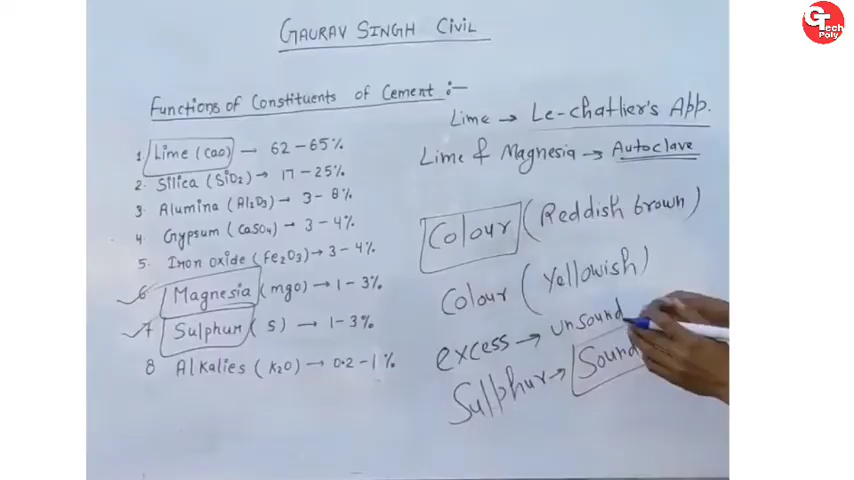 GAURAV SINGH CIVIL
GTech
Poly
Functions of Constituents of Cement :-
1 Lime (CaO) → 62-65%
2. Silica (SiO2) → 17-25%
3. Alumina (Al2O3) → 3-8%
4. Gypsum (CaSO4) → 3-4%
5. Iron oxide (Fe2O3) → 3-4%
6. Magnesia (mgo) → 1-3%
7 Sulphur (S) → 1-3%
8 Alkalies (K2O) → 0.2-1%
Lime → Le-chatlier's App.
Lime & Magnesia → Autoclave
Colour (Reddish brown)
Colour (Yellowish)
excess → unsound
Sulphur → Sound